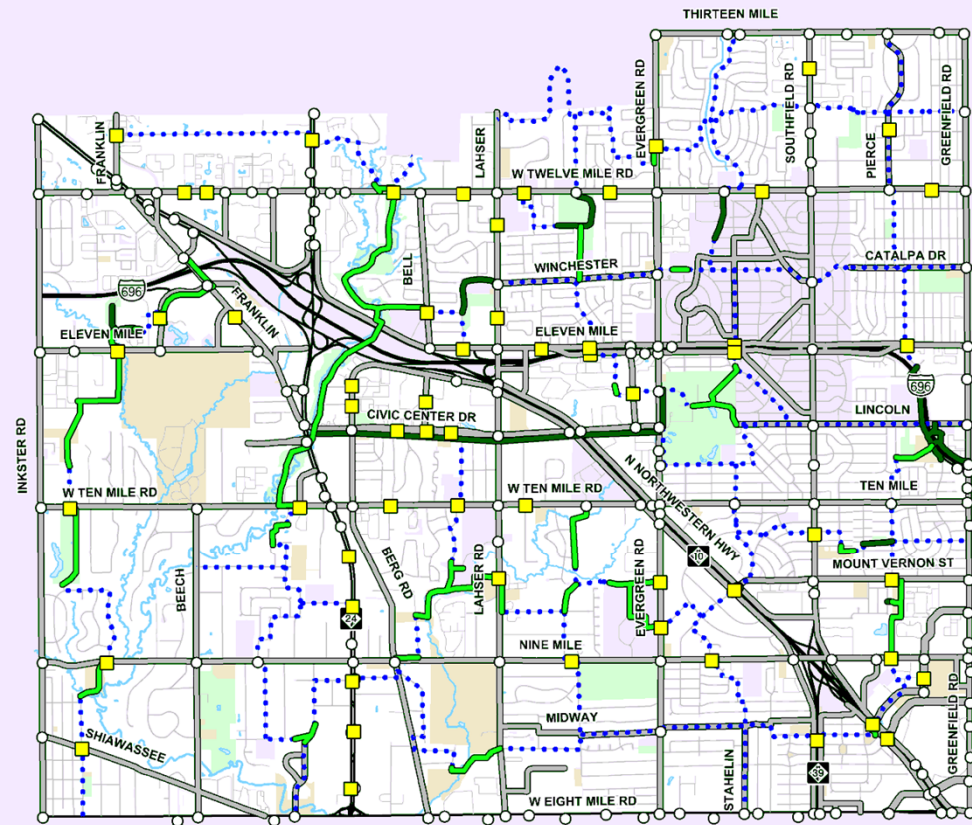 THIRTEEN MILE
FRANKLIN
LAHSER
EVERGREEN RD
SOUTHFIELD RD
PIERCE
GREENFIELD RD
W TWELVE MILE RD
BELL
WINCHESTER
CATALPA DR
696
FRANKLIN
ELEVEN MILE
ELEVEN MILE
696
INKSTER RD
CIVIC CENTER DR
LINCOLN
N NORTHWESTERN HWY
W TEN MILE RD
W TEN MILE RD
TEN MILE
BEECH
BERG RD
LAHSER RD
EVERGREEN RD
10
MOUNT VERNON ST
24
NINE MILE
SHIAWASSEE
MIDWAY
STAHELIN
39
GREENFIELD RD
W EIGHT MILE RD